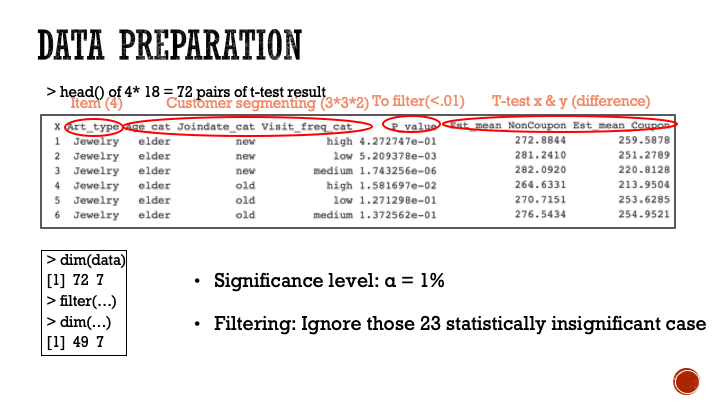 DATA PREPARATION
> head() of 4* 18 = 72 pairs of t-test result
Item (4) Customer segmenting (3*3*2) To filter(<.01) T-test x & y (difference)
X Art_type Age_cat Joindate_cat Visit_freq_cat P_value Est_mean_NonCoupon Est_mean_Coupon
1 Jewelry elder new high 4.272747e-01 272.8844 259.5878
2 Jewelry elder new low 5.209378e-03 281.2410 251.2789
3 Jewelry elder new medium 1.743256e-06 282.0920 220.8128
4 Jewelry elder old high 1.581697e-02 264.6331 213.9504
5 Jewelry elder old low 1.271298e-01 270.7151 253.6285
6 Jewelry elder old medium 1.372562e-01 276.5434 254.9521
> dim(data)
[1] 72 7
> filter(…)
> dim(…)
[1] 49 7
• Significance level: α = 1%
• Filtering: Ignore those 23 statistically insignificant case